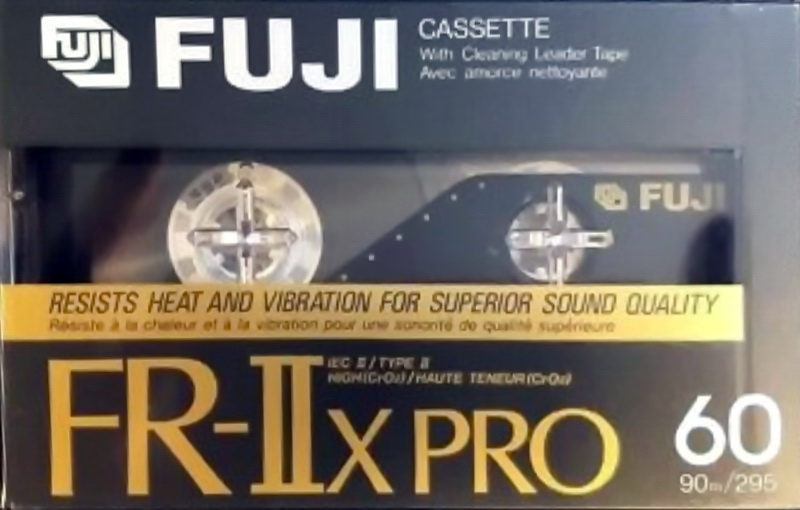 FUJI FUJI
CASSETTE
With Cleaning Leader Tape
Avec amorce nettoyante
FUJI
RESISTS HEAT AND VIBRATION FOR SUPERIOR SOUND QUALITY
Résiste à la chaleur et à la vibration pour une sonorité de qualité supérieure
FR-IIx PRO
IEC II/TYPE II
HIGH(CrO₂)/HAUTE TENEUR(CrO₂)
60
90m/295